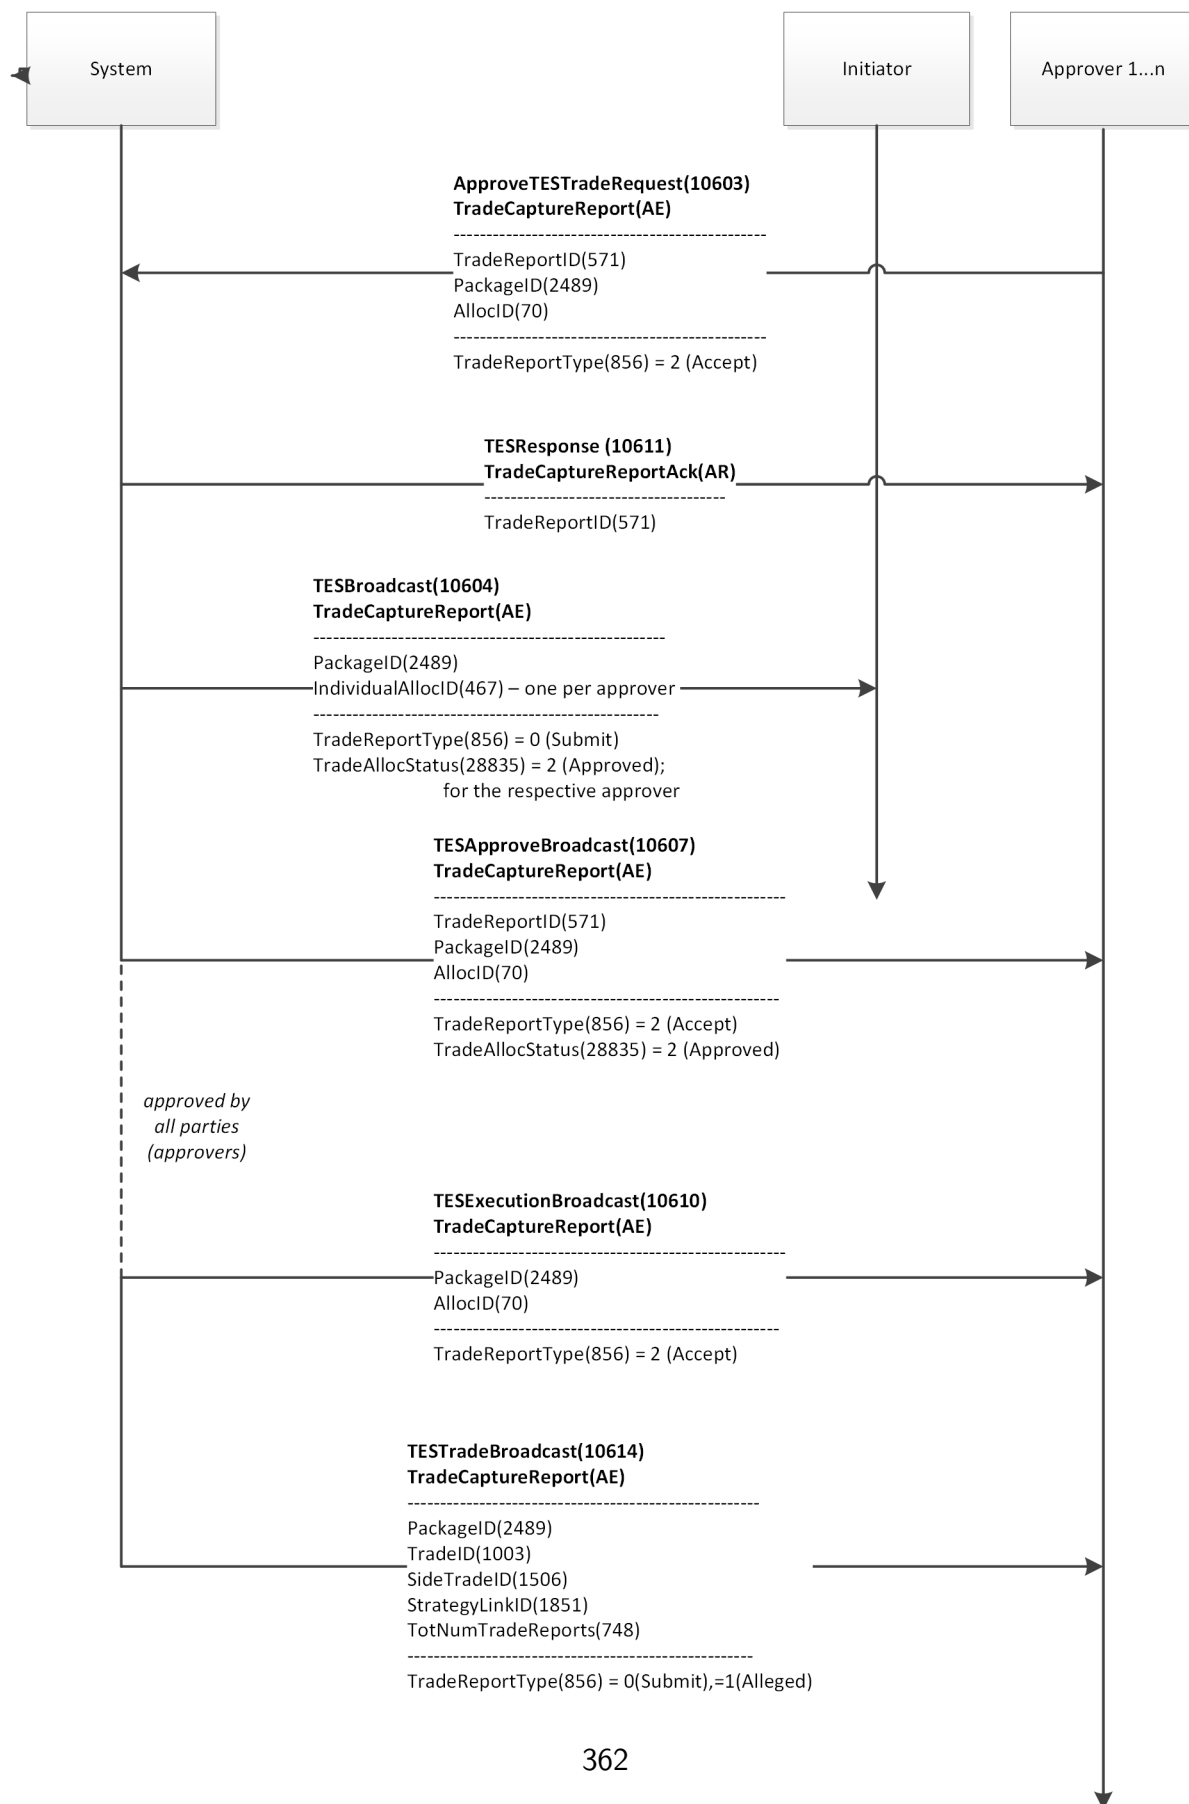 System
Initiator
Approver 1...n
ApproveTESTradeRequest(10603)
TradeCaptureReport(AE)
------------------------------------------------
TradeReportID(571)
PackageID(2489)
AllocID(70)
------------------------------------------------
TradeReportType(856) = 2 (Accept)
TESResponse (10611)
TradeCaptureReportAck(AR)
-------------------------------------
TradeReportID(571)
TESBroadcast(10604)
TradeCaptureReport(AE)
------------------------------------------------------
PackageID(2489)
IndividualAllocID(467) – one per approver
-----------------------------------------------------
TradeReportType(856) = 0 (Submit)
TradeAllocStatus(28835) = 2 (Approved);
for the respective approver
TESApproveBroadcast(10607)
TradeCaptureReport(AE)
------------------------------------------------------
TradeReportID(571)
PackageID(2489)
AllocID(70)
-----------------------------------------------------
TradeReportType(856) = 2 (Accept)
TradeAllocStatus(28835) = 2 (Approved)
approved by
all parties
(approvers)
TESExecutionBroadcast(10610)
TradeCaptureReport(AE)
------------------------------------------------------
PackageID(2489)
AllocID(70)
-----------------------------------------------------
TradeReportType(856) = 2 (Accept)
TESTradeBroadcast(10614)
TradeCaptureReport(AE)
------------------------------------------------------
PackageID(2489)
TradeID(1003)
SideTradeID(1506)
StrategyLinkID(1851)
TotNumTradeReports(748)
-----------------------------------------------------
TradeReportType(856) = 0(Submit),=1(Alleged)
362